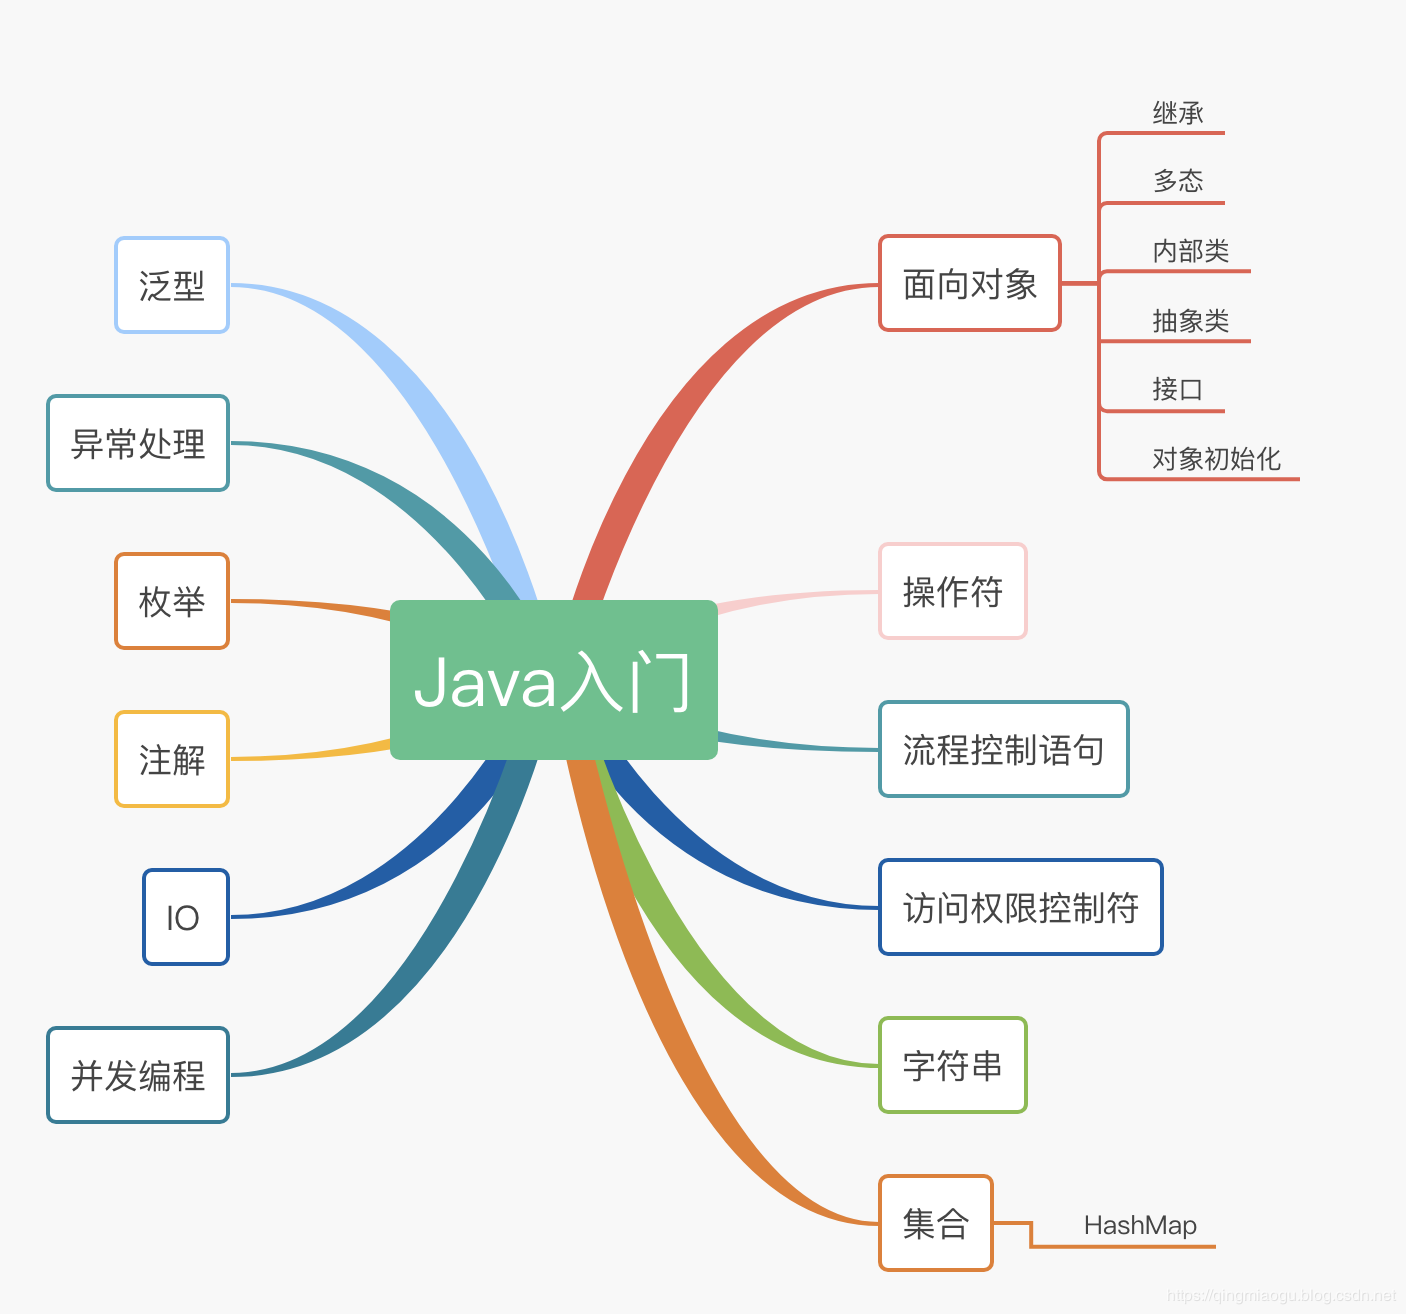 Java入门
面向对象
继承
多态
内部类
抽象类
接口
对象初始化
操作符
流程控制语句
访问权限控制符
字符串
集合
HashMap
泛型
异常处理
枚举
注解
IO
并发编程
https://qingmiaogu.blog.csdn.net